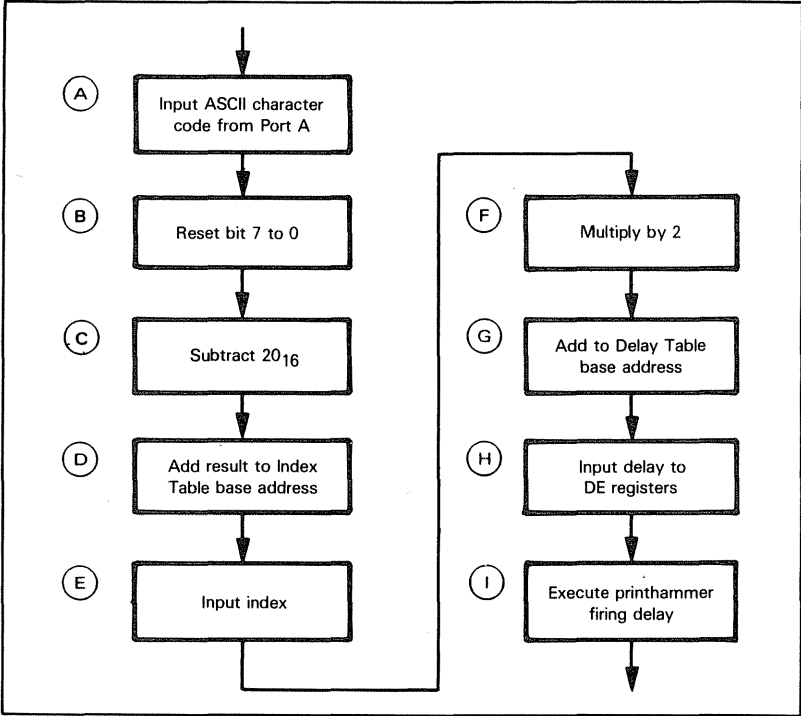 A
Input ASCII character
code from Port A
B
Reset bit 7 to 0
C
Subtract 20₁₆
D
Add result to Index
Table base address
E
Input index
F
Multiply by 2
G
Add to Delay Table
base address
H
Input delay to
DE registers
I
Execute printhammer
firing delay